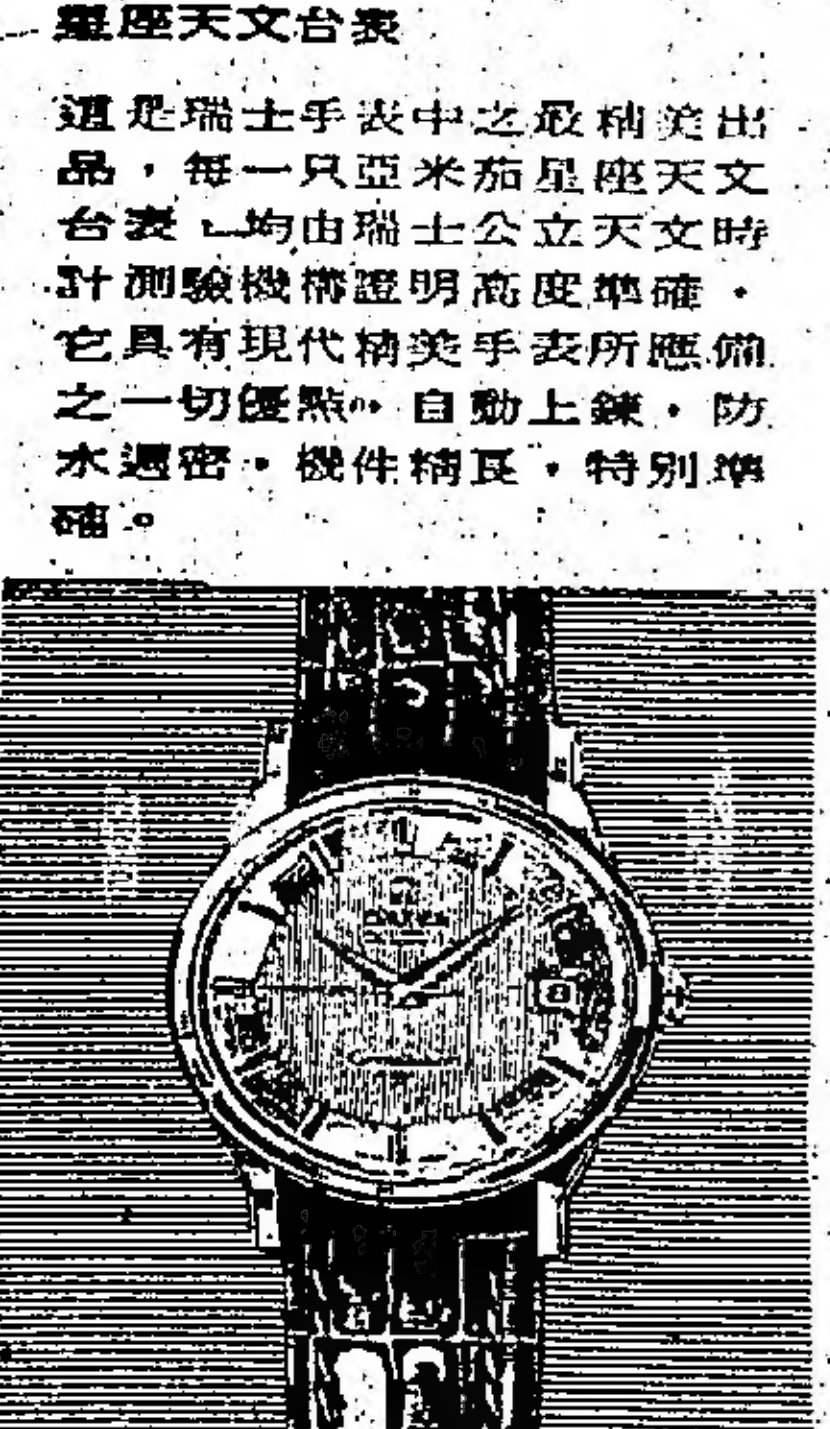 星座天文台表
這是瑞士手表中之最精美出
品，每一只亞米茄星座天文
台表，均由瑞士公立天文時
計測驗機構證明高度準確，
它具有現代精美手表所應備
之一切優點，自動上鍊，防
水週密，機件精良，特別準
確。
OMEGA